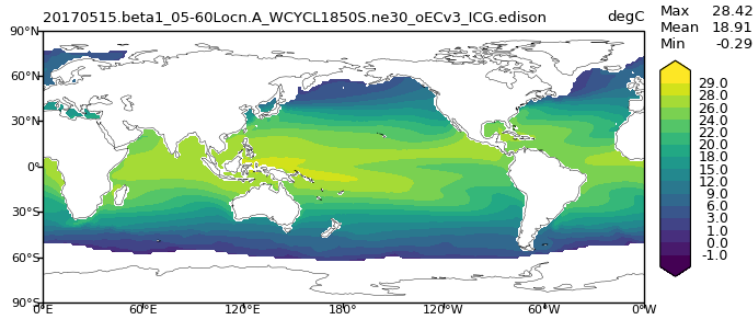 20170515.beta1_05-60Locn.A_WCYCL1850S.ne30_oECv3_ICG.edison degC
Max 28.42
Mean 18.91
Min -0.29
90°N
60°N
30°N
0°
30°S
60°S
90°S
0°E 60°E 120°E 180° 120°W 60°W 0°W
29.0
28.0
26.0
24.0
22.0
20.0
18.0
15.0
12.0
9.0
6.0
3.0
1.0
0.0
-1.0